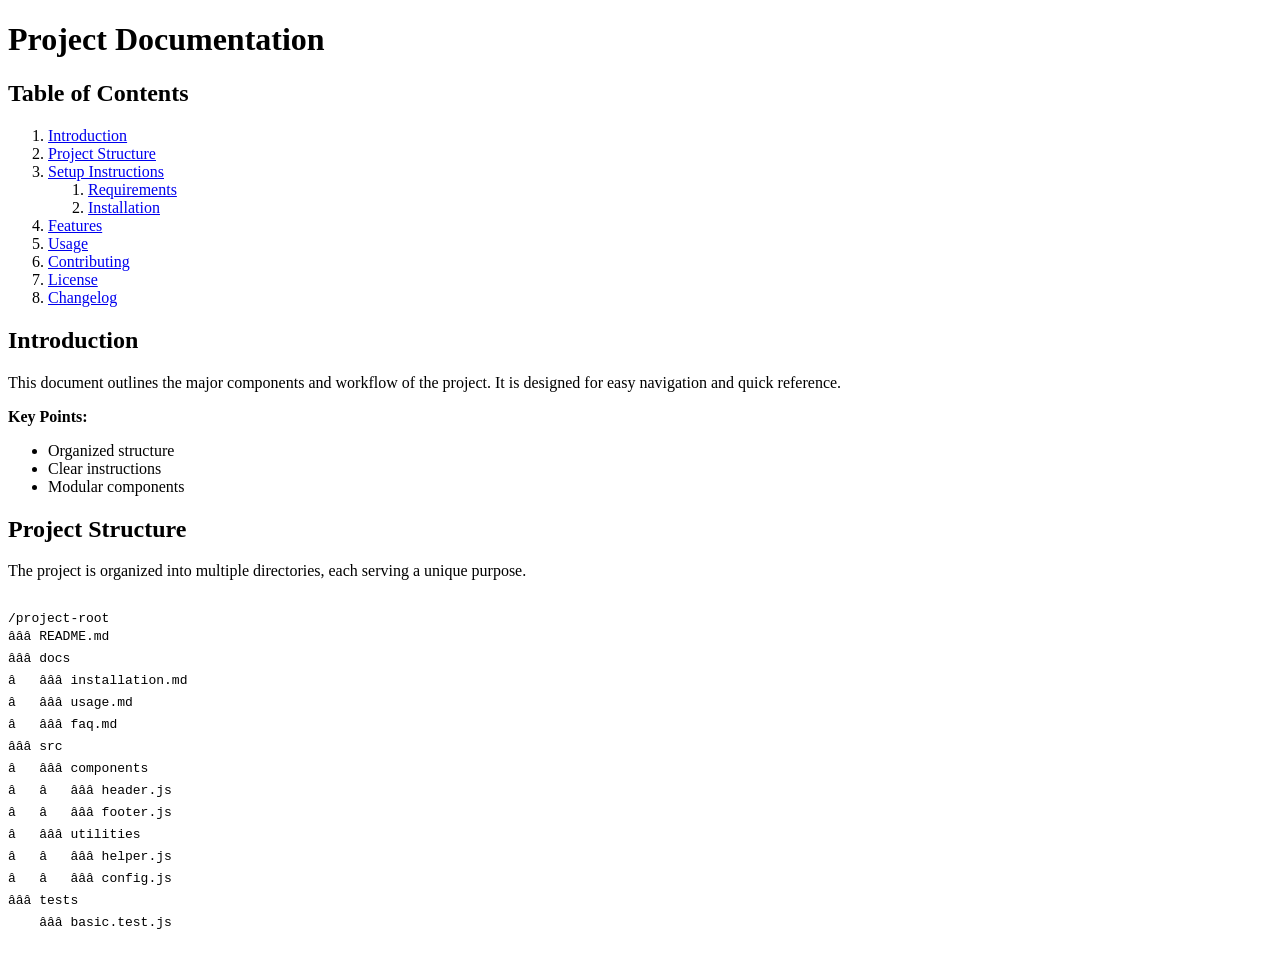 Project Documentation
Table of Contents
1. Introduction
2. Project Structure
3. Setup Instructions
1. Requirements
2. Installation
4. Features
5. Usage
6. Contributing
7. License
8. Changelog
Introduction
This document outlines the major components and workflow of the project. It is designed for easy navigation and quick reference.
Key Points:
• Organized structure
• Clear instructions
• Modular components
Project Structure
The project is organized into multiple directories, each serving a unique purpose.
/project-root
âââ README.md
âââ docs
â   âââ installation.md
â   âââ usage.md
â   âââ faq.md
âââ src
â   âââ components
â   â   âââ header.js
â   â   âââ footer.js
â   âââ utilities
â   â   âââ helper.js
â   â   âââ config.js
âââ tests
    âââ basic.test.js